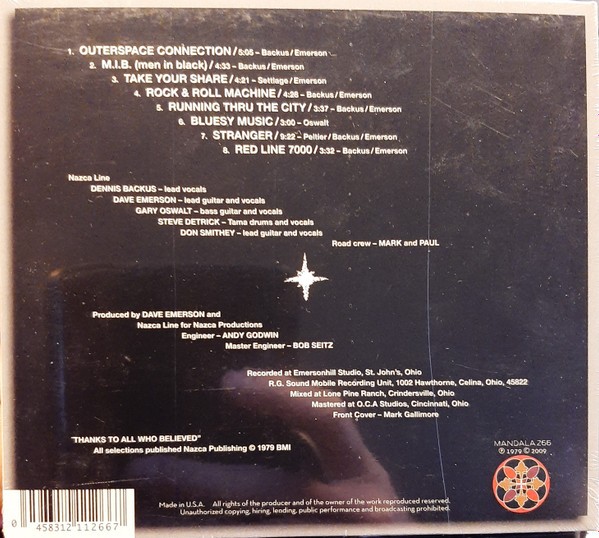 1. OUTERSPACE CONNECTION / 5:05 – Backus / Emerson
2. M.I.B. (men in black) / 4:33 – Backus / Emerson
3. TAKE YOUR SHARE / 4:21 – Settlage / Emerson
4. ROCK & ROLL MACHINE / 4:28 – Backus / Emerson
5. RUNNING THRU THE CITY / 3:37 – Backus / Emerson
6. BLUESY MUSIC / 3:00 – Oswalt
7. STRANGER / 9:22 – Peltier / Backus / Emerson
8. RED LINE 7000 / 3:32 – Backus / Emerson
Nazca Line
DENNIS BACKUS – lead vocals
DAVE EMERSON – lead guitar and vocals
GARY OSWALT – bass guitar and vocals
STEVE DETRICK – Tama drums and vocals
DON SMITHEY – lead guitar and vocals
Road crew – MARK and PAUL
Produced by DAVE EMERSON and
Nazca Line for Nazca Productions
Engineer – ANDY GODWIN
Master Engineer – BOB SEITZ
Recorded at Emersonhill Studio, St. John's, Ohio
R.G. Sound Mobile Recording Unit, 1002 Hawthorne, Celina, Ohio, 45822
Mixed at Lone Pine Ranch, Crindersville, Ohio
Mastered at O.C.A Studios, Cincinnati, Ohio
Front Cover – Mark Gallimore
"THANKS TO ALL WHO BELIEVED"
All selections published Nazca Publishing © 1979 BMI
MANDALA 266
℗ 1979 © 2009
Made in U.S.A. All rights of the producer and of the owner of the work reproduced reserved.
Unauthorized copying, hiring, lending, public performance and broadcasting prohibited.
0 458312 112667